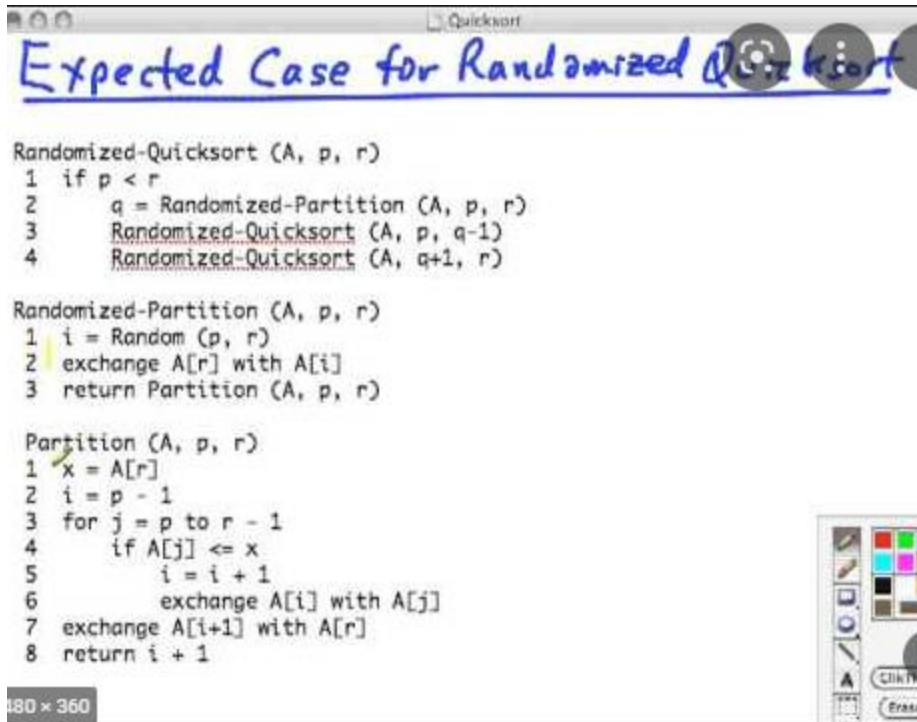 Quicksort
Expected Case for Randomized Quicksort
Randomized-Quicksort (A, p, r)
1 if p < r
2 q = Randomized-Partition (A, p, r)
3 Randomized-Quicksort (A, p, q-1)
4 Randomized-Quicksort (A, q+1, r)
Randomized-Partition (A, p, r)
1 i = Random (p, r)
2 exchange A[r] with A[i]
3 return Partition (A, p, r)
Partition (A, p, r)
1 x = A[r]
2 i = p - 1
3 for j = p to r - 1
4 if A[j] <= x
5 i = i + 1
6 exchange A[i] with A[j]
7 exchange A[i+1] with A[r]
8 return i + 1
A
480 × 360